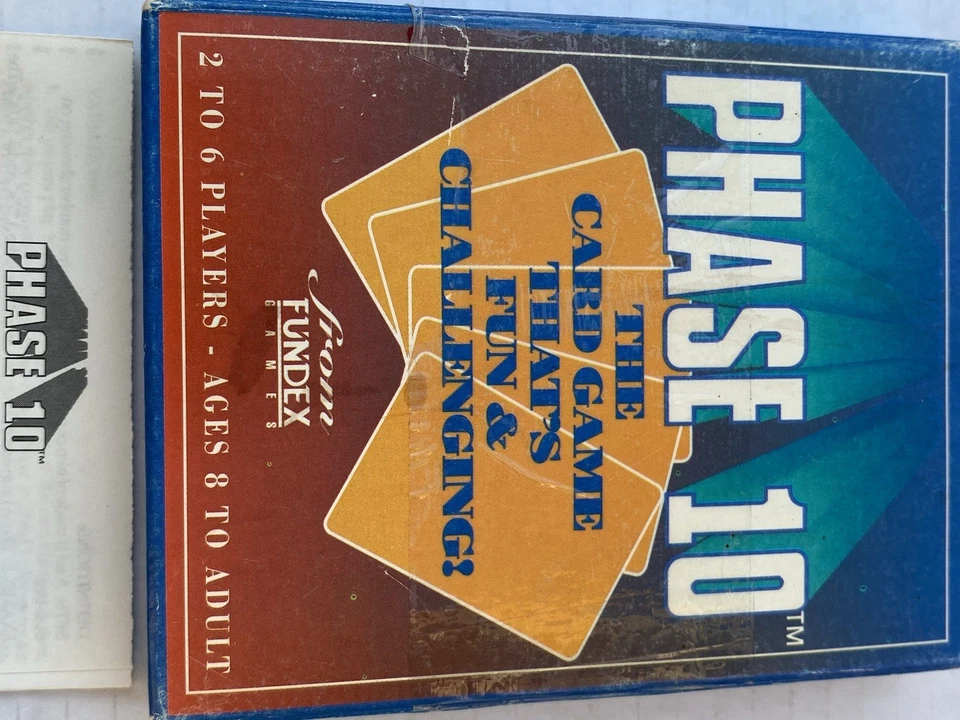 PHASE 10™
THE
CARD GAME
THAT'S
FUN &
CHALLENGING!
from
FUNDEX
GAMES
2 TO 6 PLAYERS - AGES 8 TO ADULT
PHASE 10™